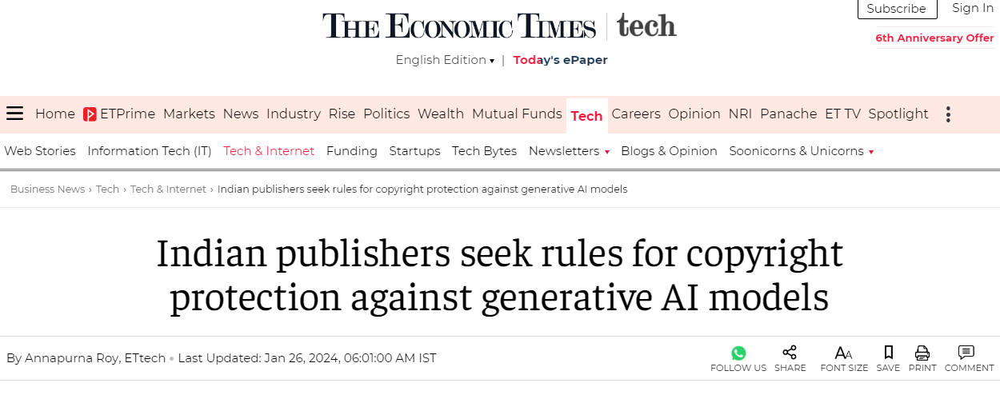 Subscribe Sign In
THE ECONOMIC TIMES | tech
6th Anniversary Offer
English Edition ▾ | Today's ePaper
Home ETPrime Markets News Industry Rise Politics Wealth Mutual Funds Tech Careers Opinion NRI Panache ET TV Spotlight
Web Stories Information Tech (IT) Tech & Internet Funding Startups Tech Bytes Newsletters ▾ Blogs & Opinion Soonicorns & Unicorns ▾
Business News › Tech › Tech & Internet › Indian publishers seek rules for copyright protection against generative AI models
Indian publishers seek rules for copyright
protection against generative AI models
By Annapurna Roy, ETtech • Last Updated: Jan 26, 2024, 06:01:00 AM IST
AA
FOLLOW US SHARE FONT SIZE SAVE PRINT COMMENT